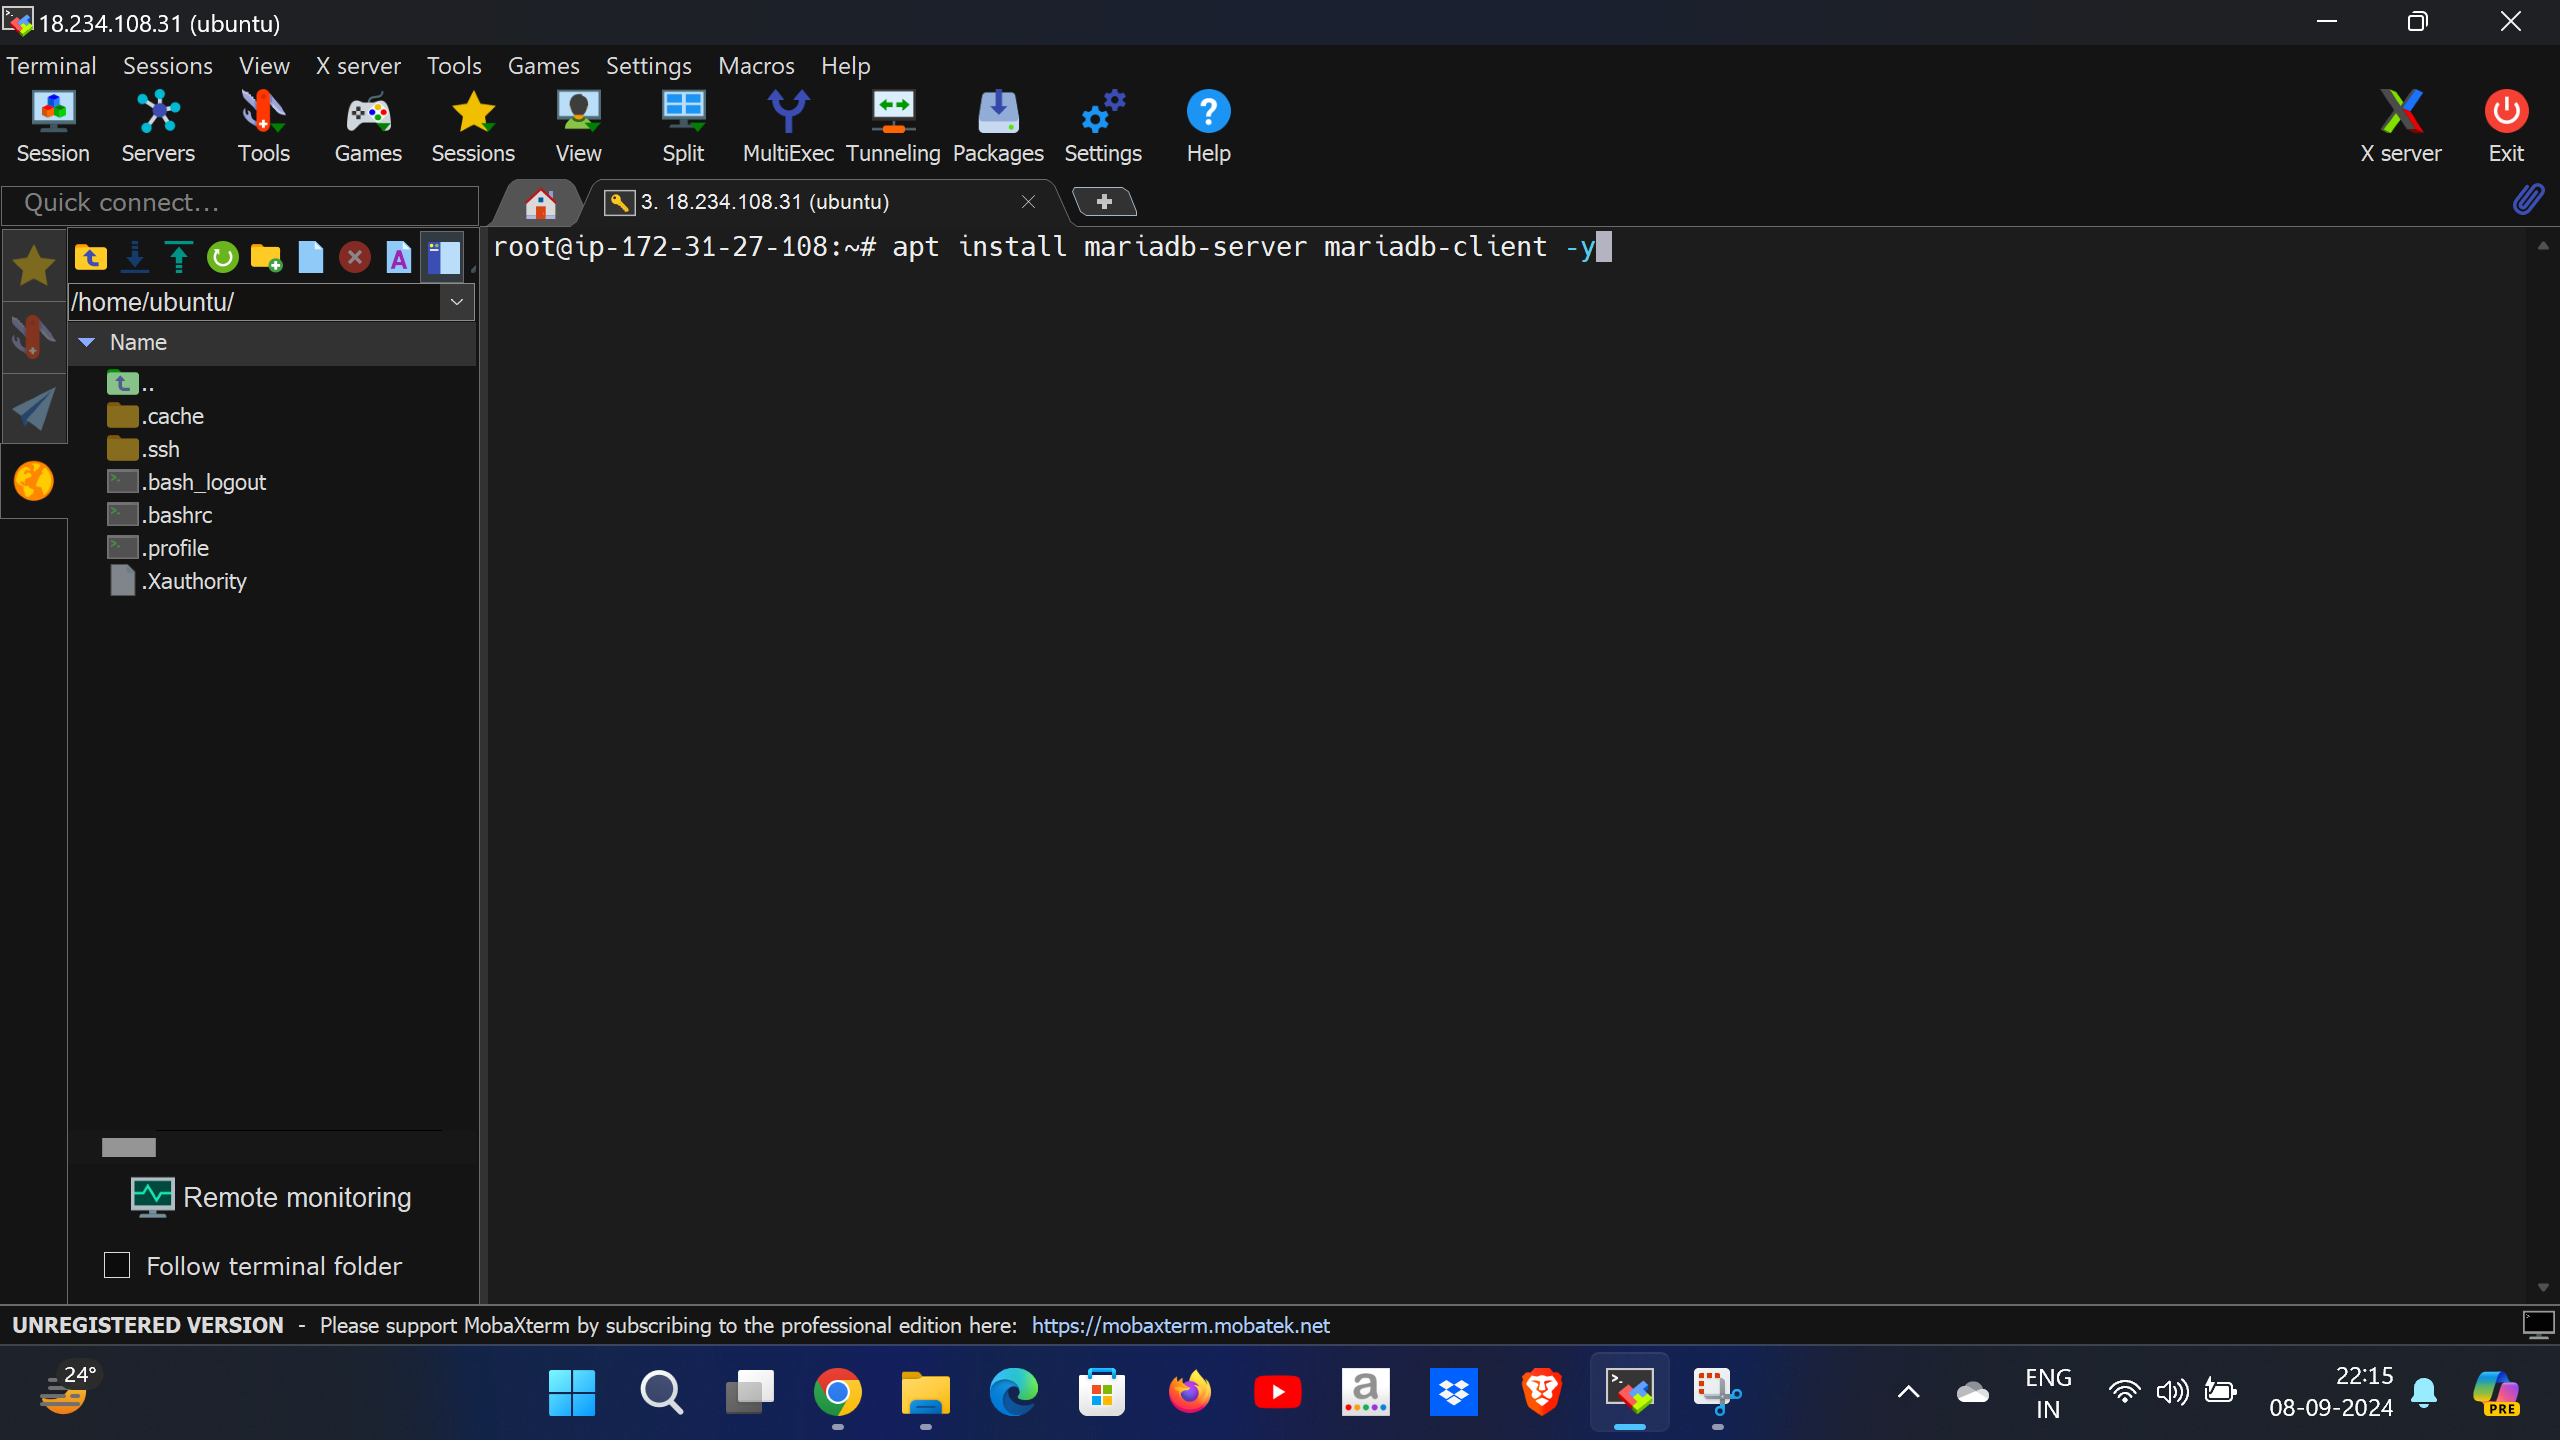 18.234.108.31 (ubuntu)
Terminal Sessions View X server Tools Games Settings Macros Help
Session Servers Tools Games Sessions View Split MultiExec Tunneling Packages Settings Help X server Exit
Quick connect...
3. 18.234.108.31 (ubuntu)
/home/ubuntu/
Name
..
.cache
.ssh
.bash_logout
.bashrc
.profile
.Xauthority
root@ip-172-31-27-108:~# apt install mariadb-server mariadb-client -y
Remote monitoring
Follow terminal folder
UNREGISTERED VERSION - Please support MobaXterm by subscribing to the professional edition here: https://mobaxterm.mobatek.net
24°
ENG
IN
22:15
08-09-2024
PRE